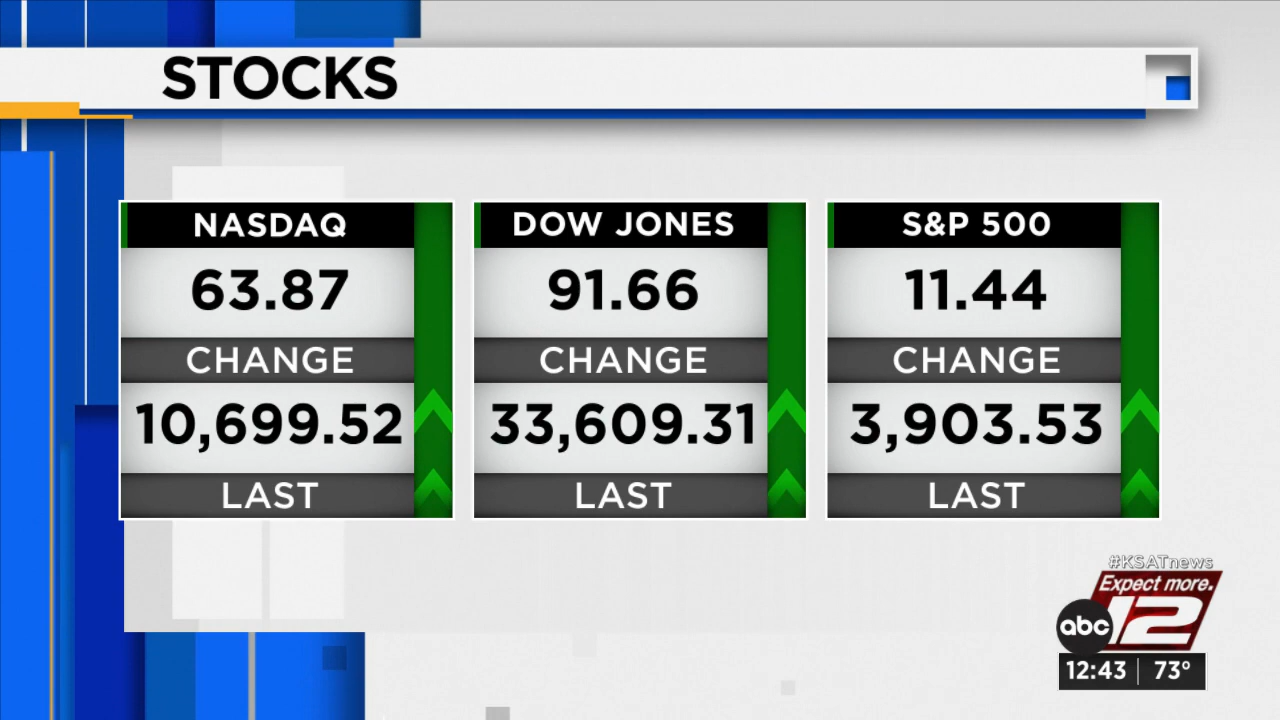 STOCKS
NASDAQ
63.87
CHANGE
10,699.52
LAST
DOW JONES
91.66
CHANGE
33,609.31
LAST
S&P 500
11.44
CHANGE
3,903.53
LAST
#KSATnews
Expect more.
abc 12
12:43 73°